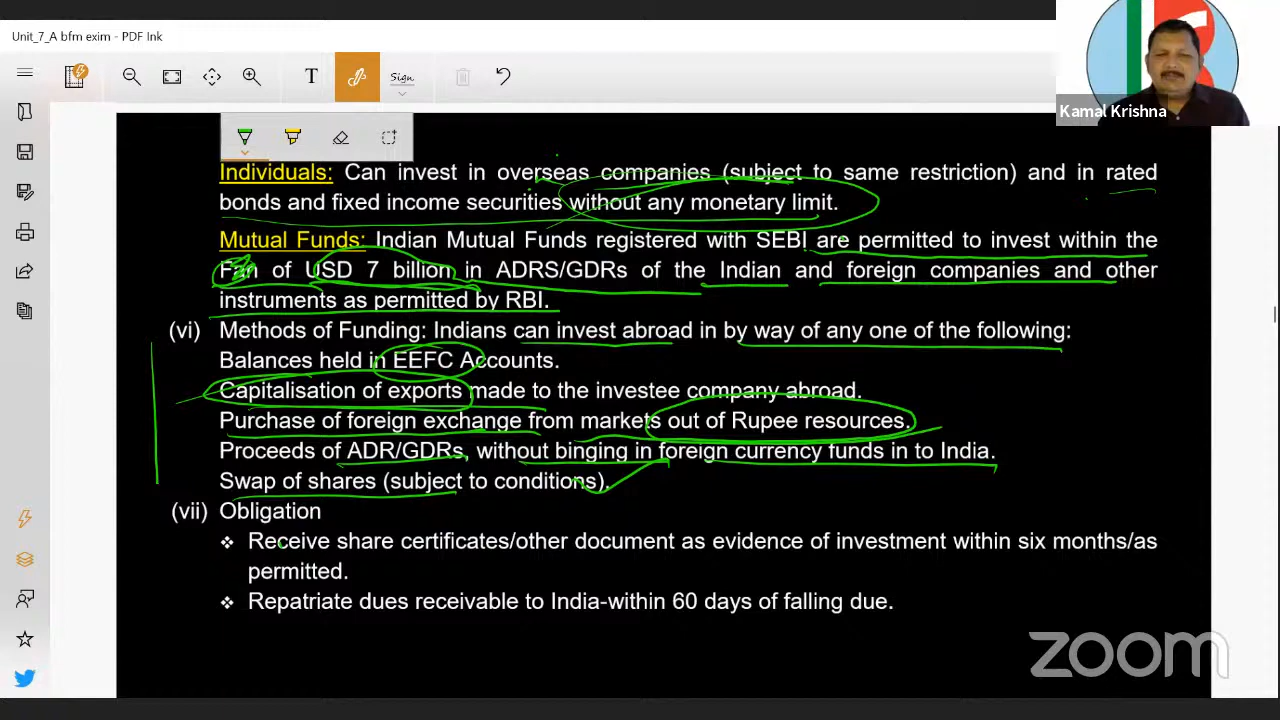 Unit_7_A bfm exim - PDF Ink
T
Sign
Kamal Krishna
Individuals: Can invest in overseas companies (subject to same restriction) and in rated
bonds and fixed income securities without any monetary limit.
Mutual Funds: Indian Mutual Funds registered with SEBI are permitted to invest within the
of USD 7 billion in ADRS/GDRs of the Indian and foreign companies and other
instruments as permitted by RBI.
(vi) Methods of Funding: Indians can invest abroad in by way of any one of the following:
Balances held in EEFC Accounts.
Capitalisation of exports made to the investee company abroad.
Purchase of foreign exchange from markets out of Rupee resources.
Proceeds of ADR/GDRs, without binging in foreign currency funds in to India.
Swap of shares (subject to conditions).
(vii) Obligation
❖ Receive share certificates/other document as evidence of investment within six months/as
permitted.
❖ Repatriate dues receivable to India-within 60 days of falling due.
zoom